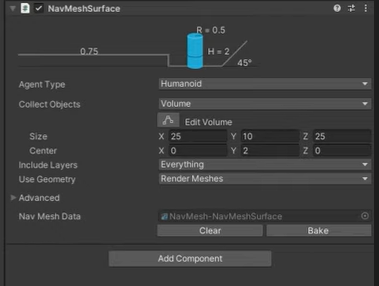 NavMeshSurface
R = 0.5
0.75
H = 2
45°
Agent Type Humanoid
Collect Objects Volume
Edit Volume
Size X 25 Y 10 Z 25
Center X 0 Y 2 Z 0
Include Layers Everything
Use Geometry Render Meshes
Advanced
Nav Mesh Data NavMesh-NavMeshSurface
Clear Bake
Add Component